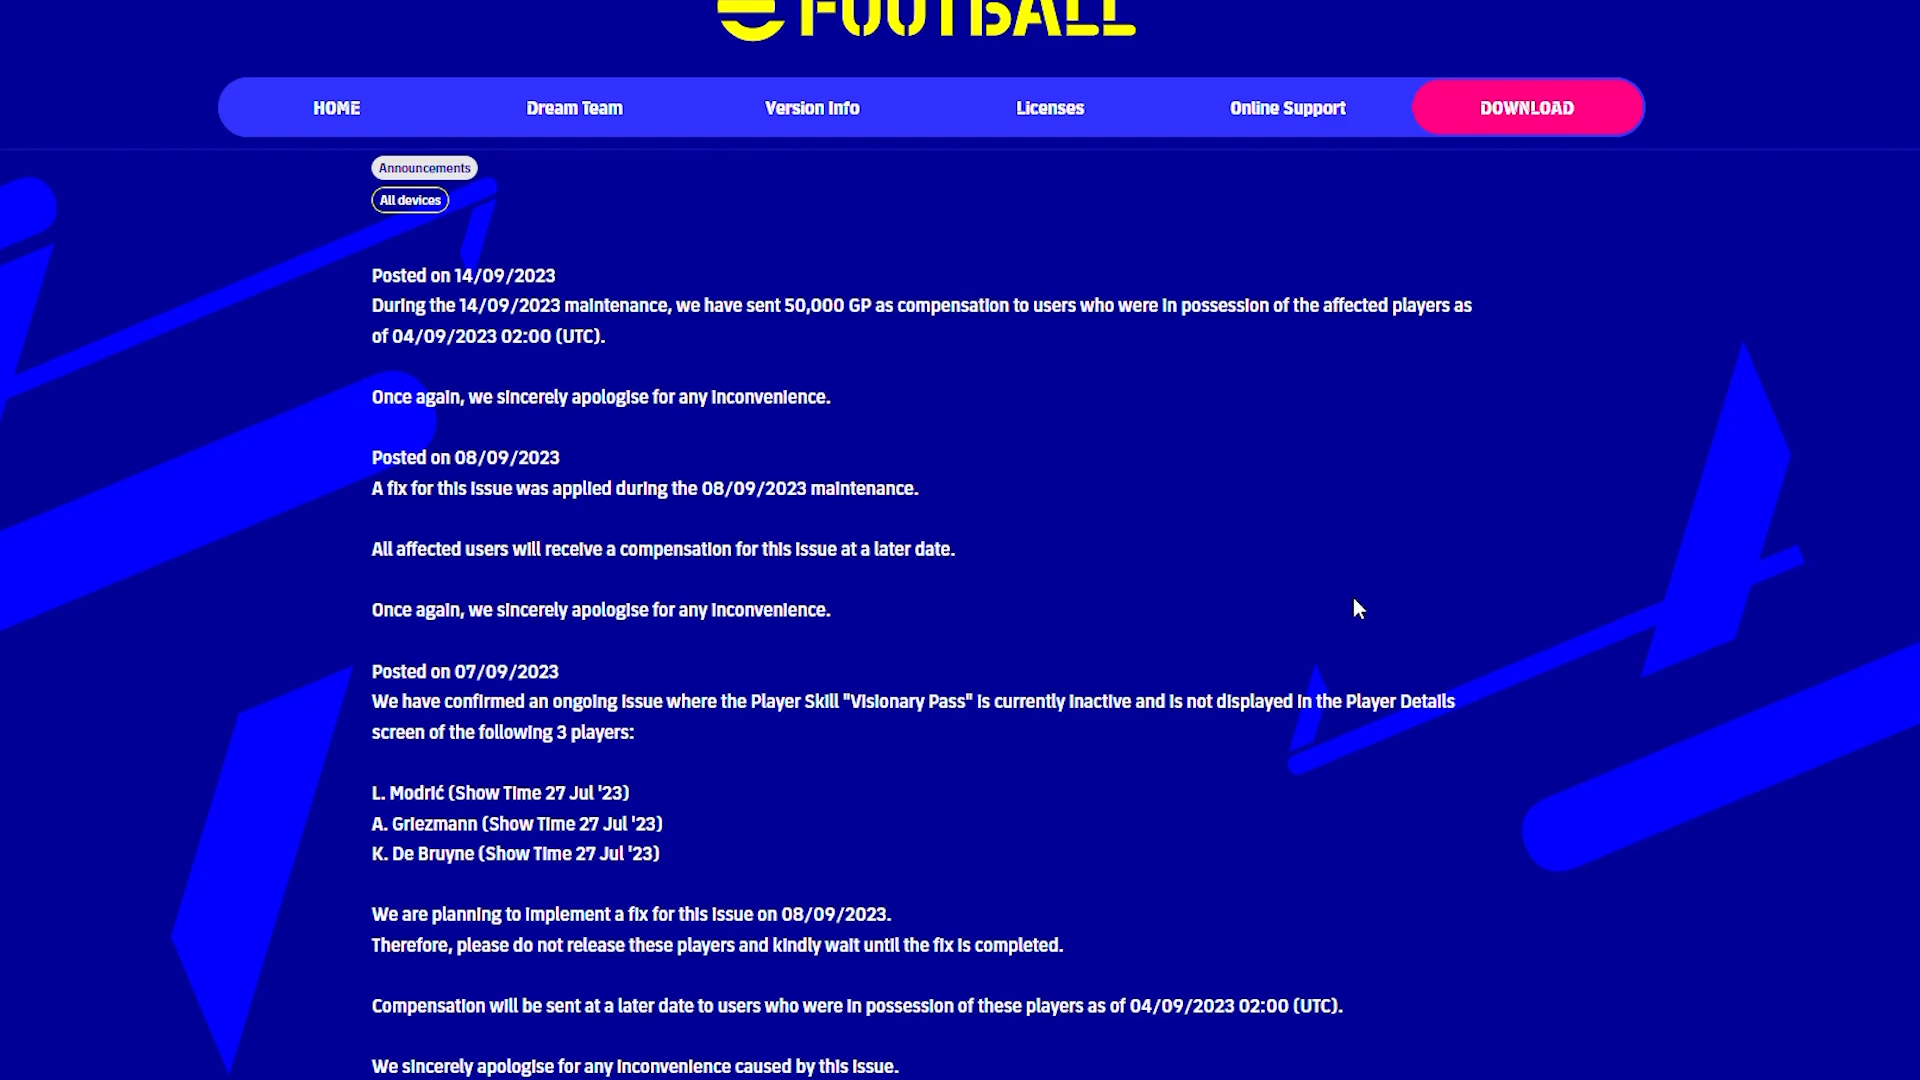 FOOTBALL
HOME
Dream Team
Version Info
Licenses
Online Support
DOWNLOAD
Announcements
All devices
Posted on 14/09/2023
During the 14/09/2023 maintenance, we have sent 50,000 GP as compensation to users who were in possession of the affected players as
of 04/09/2023 02:00 (UTC).
Once again, we sincerely apologise for any inconvenience.
Posted on 08/09/2023
A fix for this issue was applied during the 08/09/2023 maintenance.
All affected users will receive a compensation for this issue at a later date.
Once again, we sincerely apologise for any inconvenience.
Posted on 07/09/2023
We have confirmed an ongoing issue where the Player Skill "Visionary Pass" is currently inactive and is not displayed in the Player Details
screen of the following 3 players:
L. Modrić (Show Time 27 Jul '23)
A. Griezmann (Show Time 27 Jul '23)
K. De Bruyne (Show Time 27 Jul '23)
We are planning to implement a fix for this issue on 08/09/2023.
Therefore, please do not release these players and kindly wait until the fix is completed.
Compensation will be sent at a later date to users who were in possession of these players as of 04/09/2023 02:00 (UTC).
We sincerely apologise for any inconvenience caused by this issue.